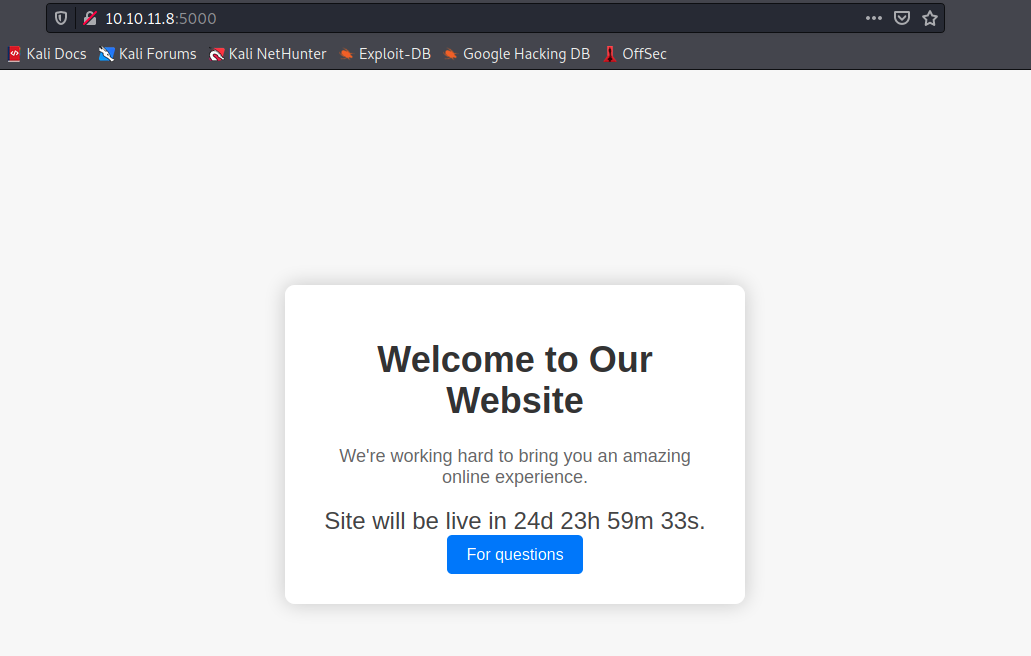 10.10.11.8:5000
Kali Docs Kali Forums Kali NetHunter Exploit-DB Google Hacking DB OffSec
Welcome to Our
Website
We're working hard to bring you an amazing
online experience.
Site will be live in 24d 23h 59m 33s.
For questions